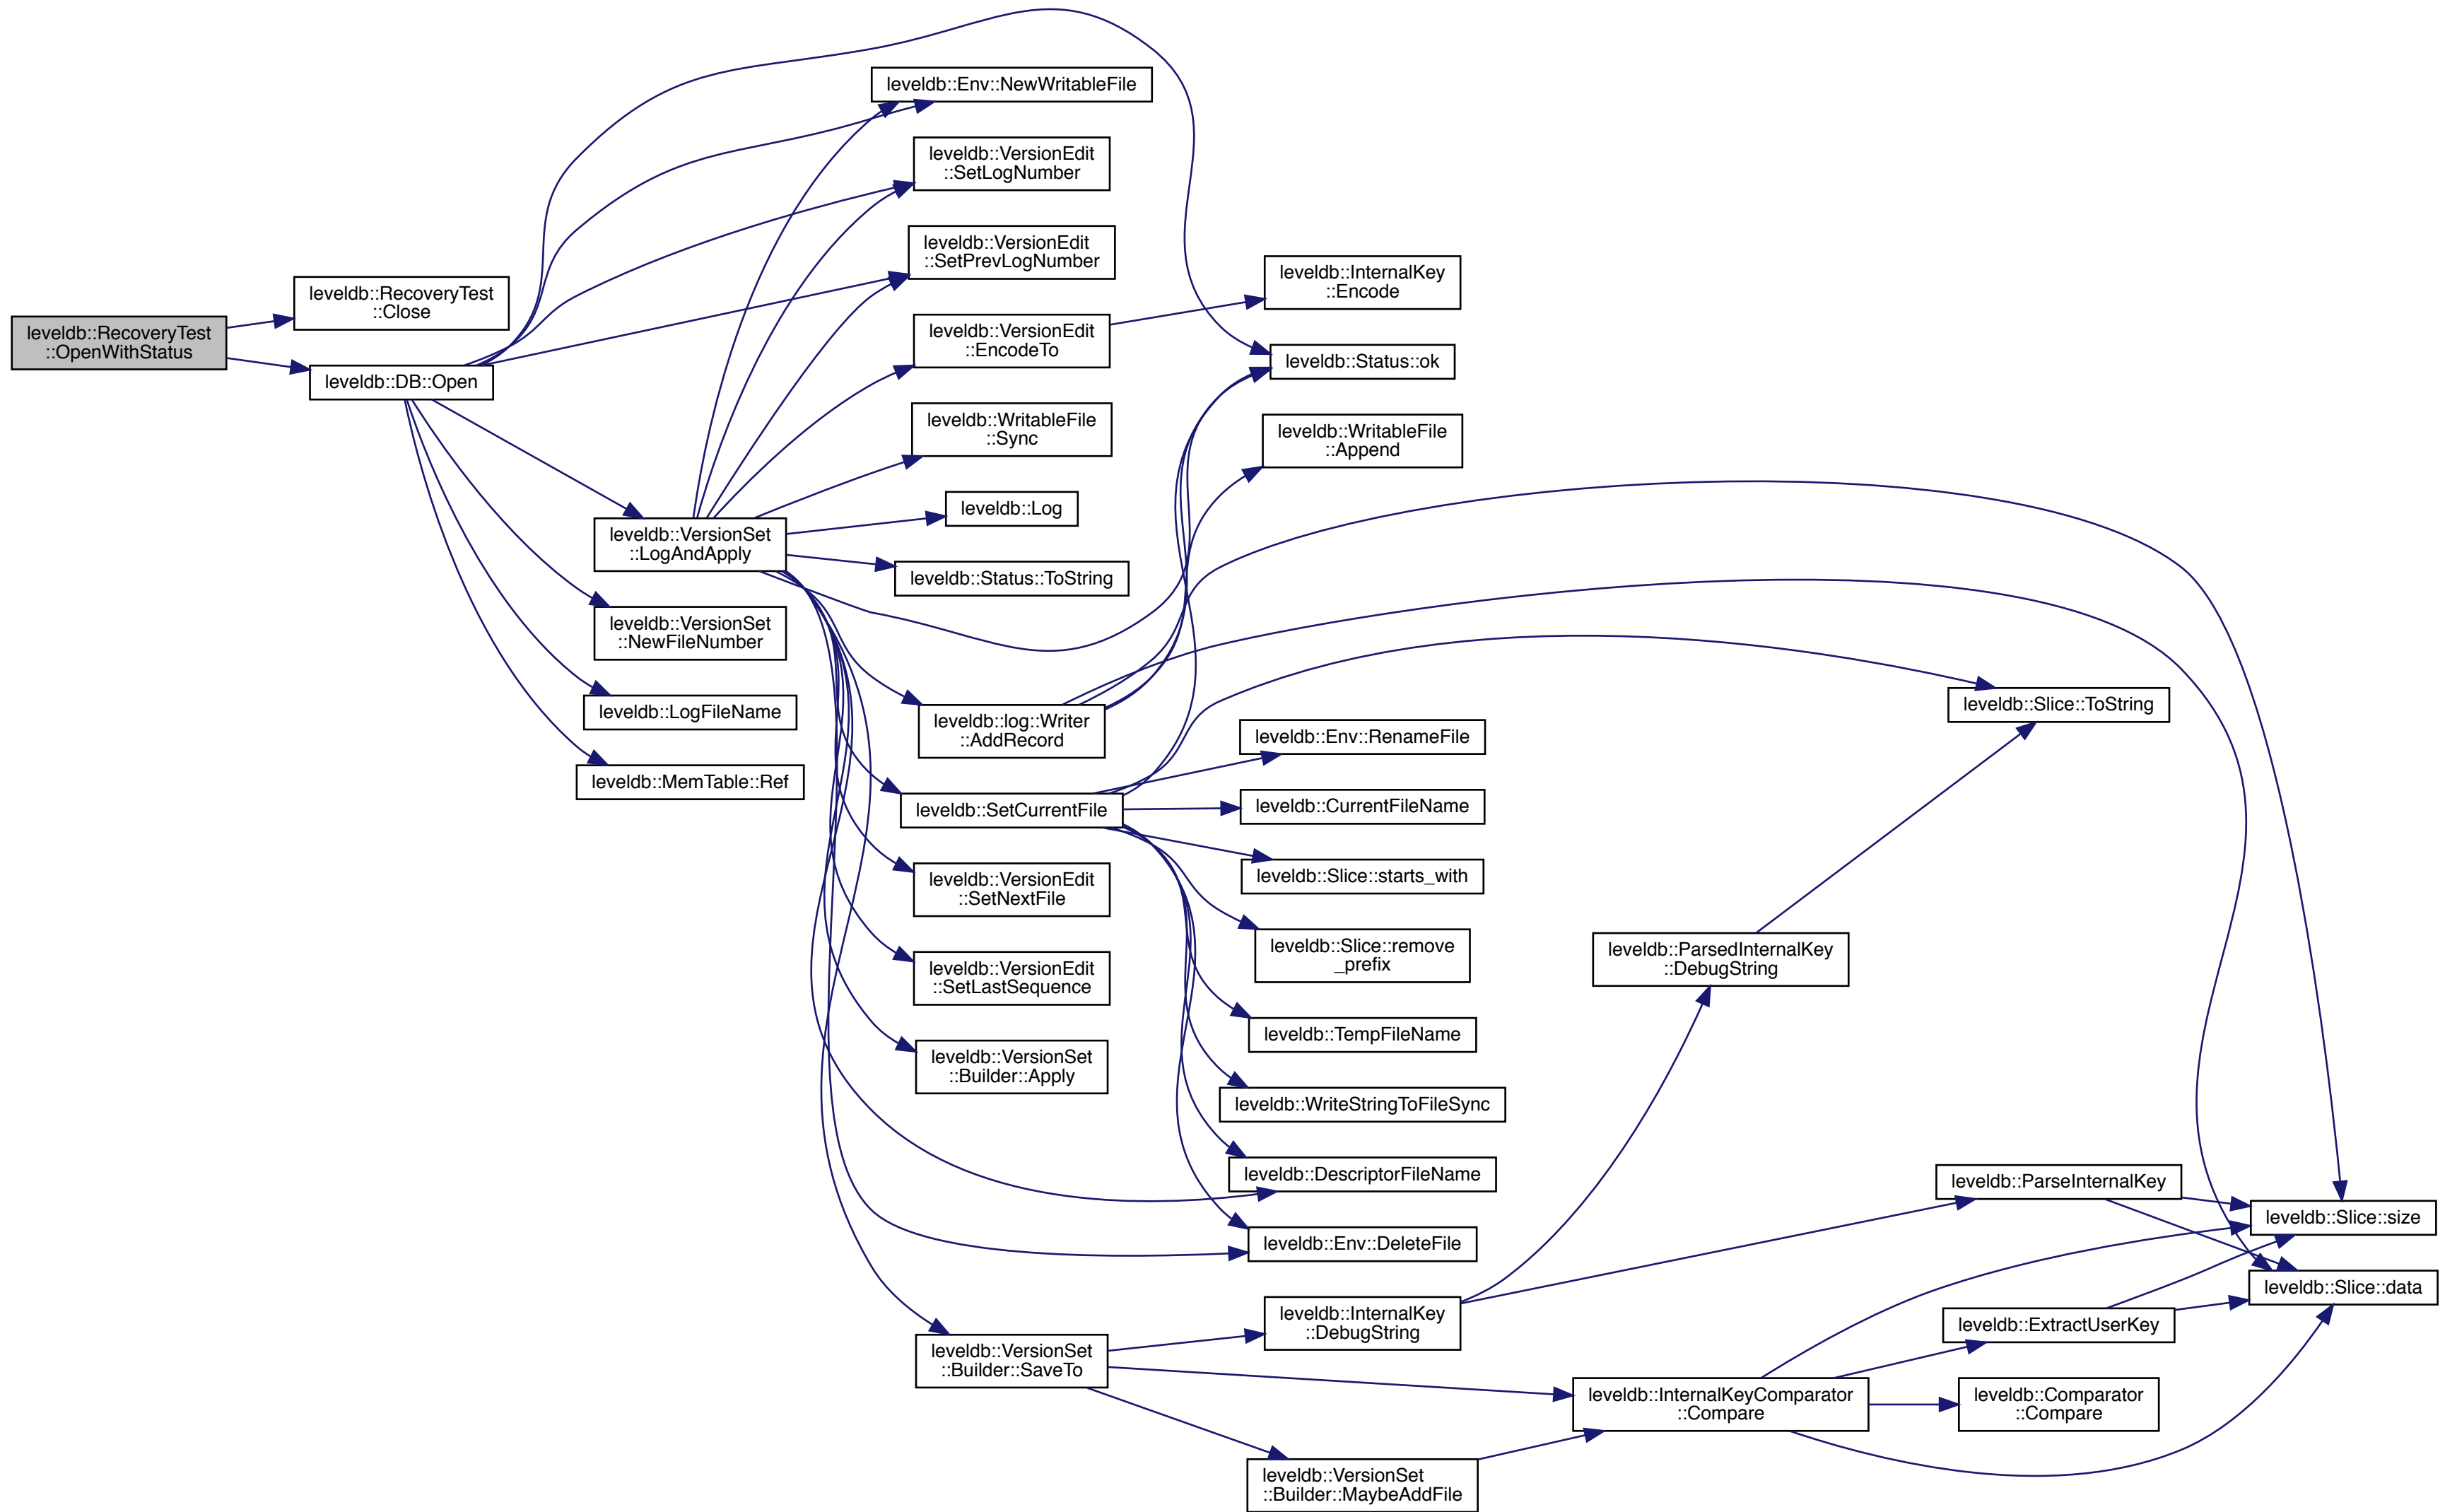 leveldb::RecoveryTest
::OpenWithStatus
leveldb::RecoveryTest
::Close
leveldb::DB::Open
leveldb::VersionSet
::LogAndApply
leveldb::VersionSet
::NewFileNumber
leveldb::LogFileName
leveldb::MemTable::Ref
leveldb::Env::NewWritableFile
leveldb::VersionEdit
::SetLogNumber
leveldb::VersionEdit
::SetPrevLogNumber
leveldb::VersionEdit
::EncodeTo
leveldb::WritableFile
::Sync
leveldb::Log
leveldb::Status::ToString
leveldb::log::Writer
::AddRecord
leveldb::SetCurrentFile
leveldb::VersionEdit
::SetNextFile
leveldb::VersionEdit
::SetLastSequence
leveldb::VersionSet
::Builder::Apply
leveldb::VersionSet
::Builder::SaveTo
leveldb::InternalKey
::Encode
leveldb::Status::ok
leveldb::WritableFile
::Append
leveldb::Env::RenameFile
leveldb::CurrentFileName
leveldb::Slice::starts_with
leveldb::Slice::remove
_prefix
leveldb::TempFileName
leveldb::WriteStringToFileSync
leveldb::DescriptorFileName
leveldb::Env::DeleteFile
leveldb::InternalKey
::DebugString
leveldb::VersionSet
::Builder::MaybeAddFile
leveldb::ParsedInternalKey
::DebugString
leveldb::InternalKeyComparator
::Compare
leveldb::Slice::ToString
leveldb::ParseInternalKey
leveldb::ExtractUserKey
leveldb::Comparator
::Compare
leveldb::Slice::size
leveldb::Slice::data